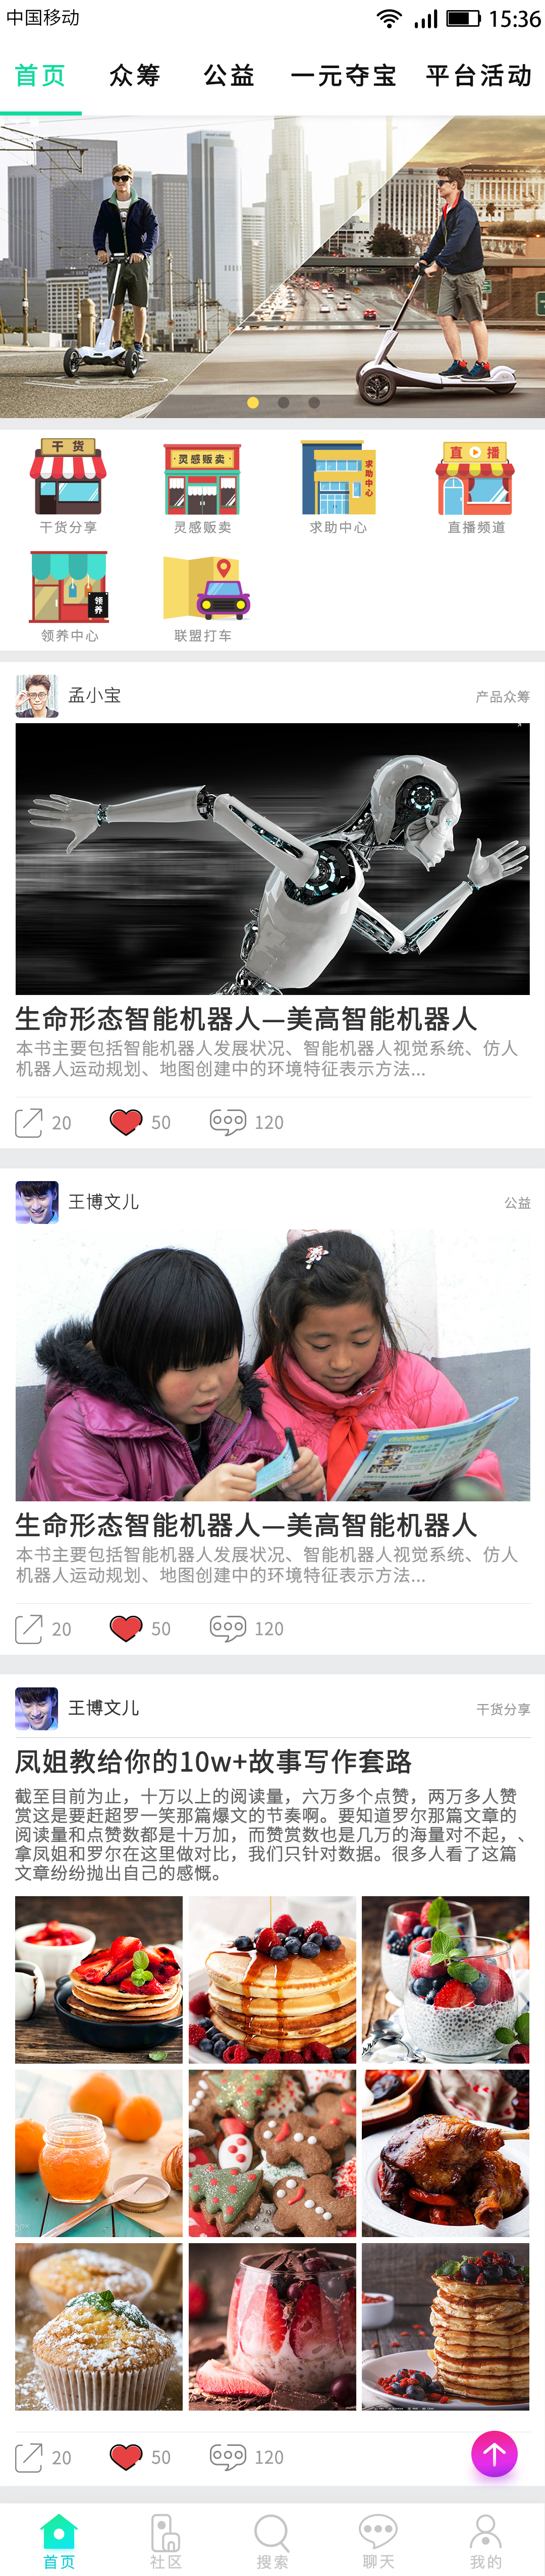 中国移动 15:36
首页 众筹 公益 一元夺宝 平台活动
干货 灵感贩卖 求助中心 直播
干货分享 灵感贩卖 求助中心 直播频道
领养
领养中心 联盟打车
孟小宝 产品众筹
生命形态智能机器人—美高智能机器人
本书主要包括智能机器人发展状况、智能机器人视觉系统、仿人
机器人运动规划、地图创建中的环境特征表示方法...
20 50 120
王博文儿 公益
生命形态智能机器人—美高智能机器人
本书主要包括智能机器人发展状况、智能机器人视觉系统、仿人
机器人运动规划、地图创建中的环境特征表示方法...
20 50 120
王博文儿 干货分享
凤姐教给你的10w+故事写作套路
截至目前为止，十万以上的阅读量，六万多个点赞，两万多人赞
赏这是要赶超罗一笑那篇爆文的节奏啊。要知道罗尔那篇文章的
阅读量和点赞数都是十万加，而赞赏数也是几万的海量对不起，、
拿凤姐和罗尔在这里做对比，我们只针对数据。很多人看了这篇
文章纷纷抛出自己的感慨。
20 50 120
首页 社区 搜索 聊天 我的